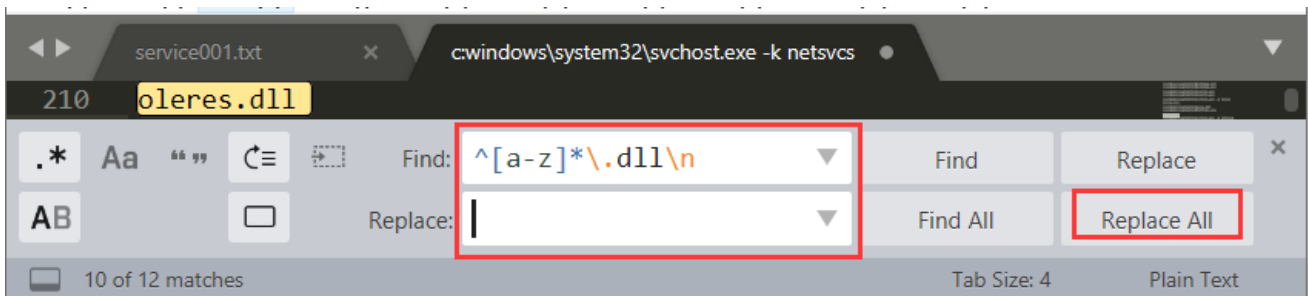 service001.txt × c:windows\system32\svchost.exe -k netsvcs
210 oleres.dll
.* Aa “ ” Find: ^[a-z]*\.dll\n Find Replace ×
AB Replace: Find All Replace All
10 of 12 matches Tab Size: 4 Plain Text